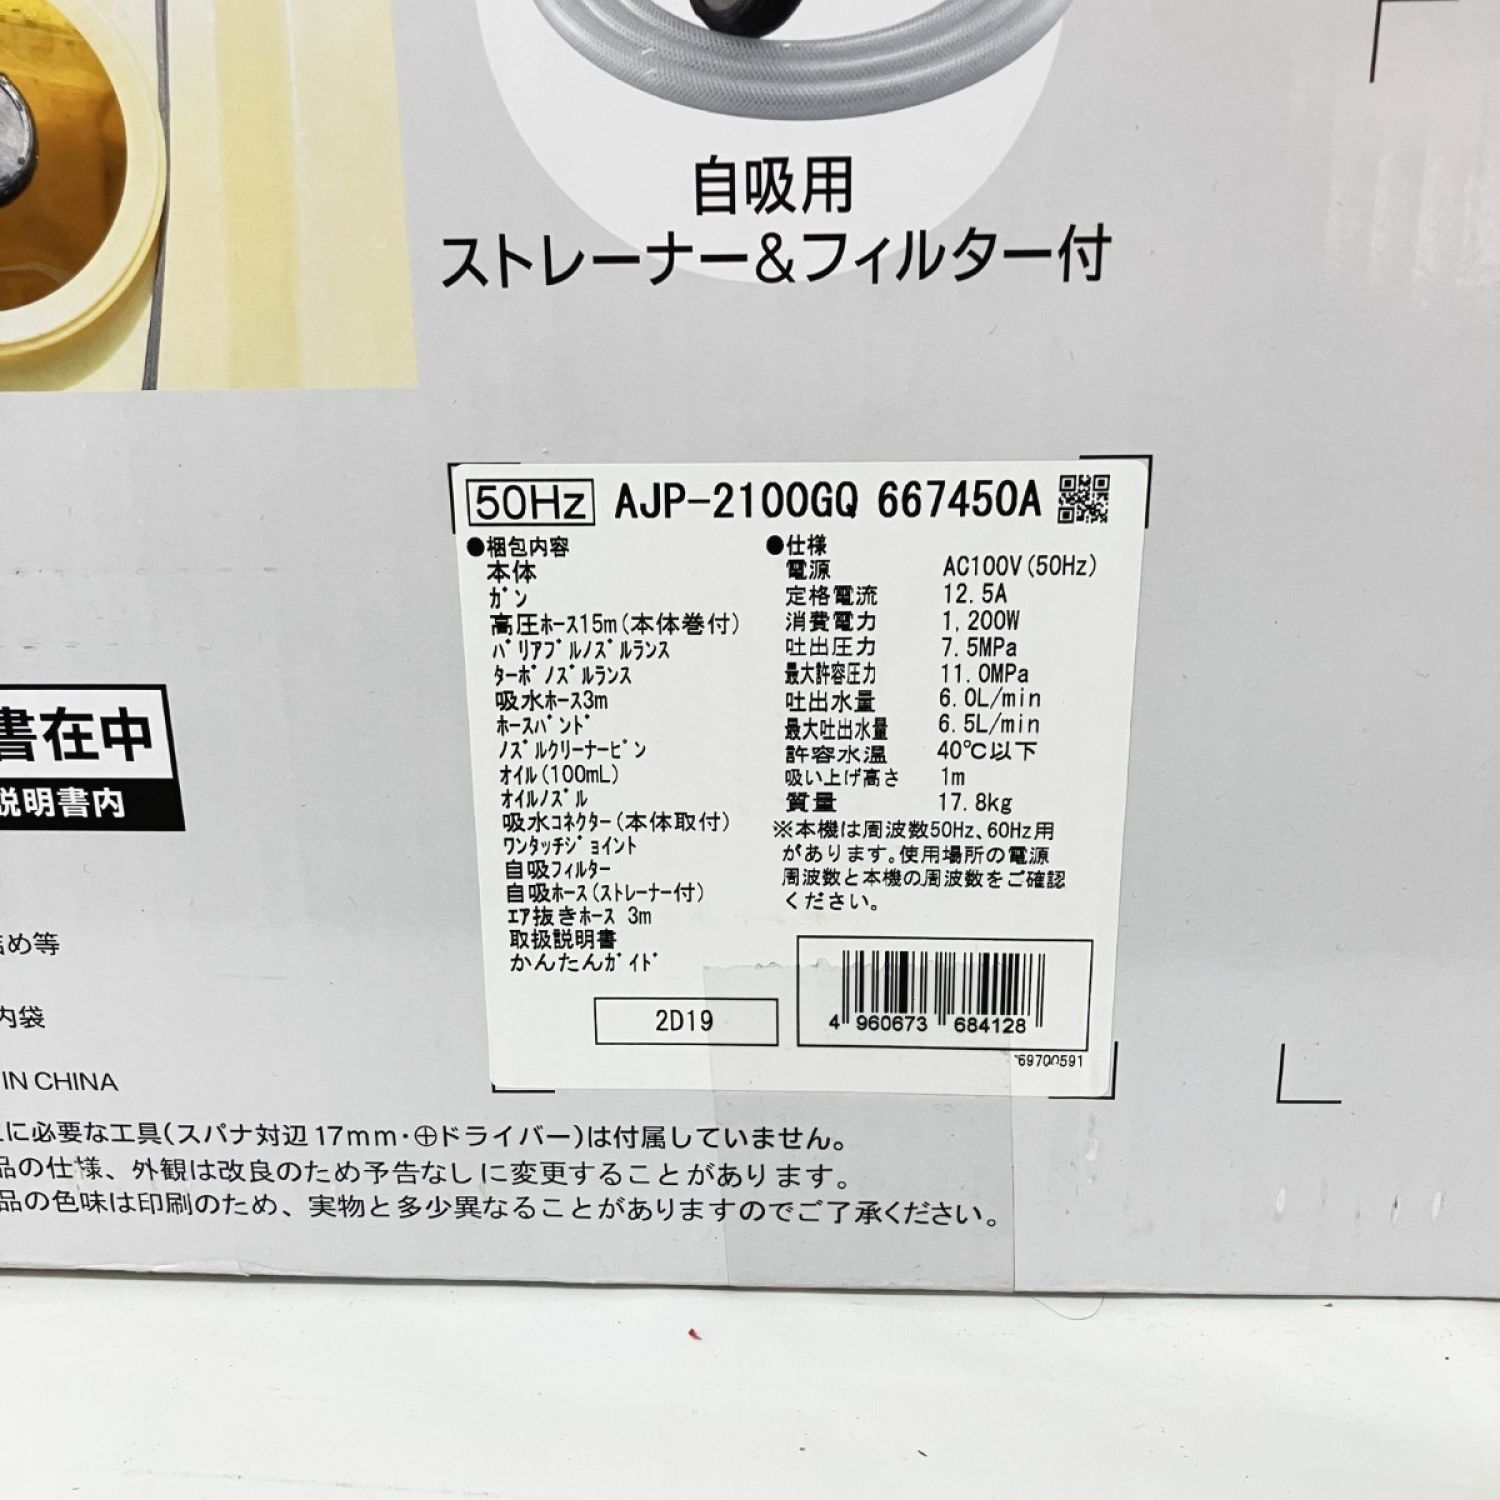 自吸用
ストレーナー&フィルター付
50Hz AJP-2100GQ 667450A
●梱包内容
本体
ガン
高圧ホース15m(本体巻付)
バリアブルノズルランス
ターボノズルランス
吸水ホース3m
ホースバンド
ノズルクリーナーピン
オイル(100mL)
オイルノズル
吸水コネクター(本体取付)
ワンタッチジョイント
自吸フィルター
自吸ホース(ストレーナー付)
エア抜きホース 3m
取扱説明書
かんたんガイド
●仕様
電源 AC100V(50Hz)
定格電流 12.5A
消費電力 1,200W
吐出圧力 7.5MPa
最大許容圧力 11.0MPa
吐出水量 6.0L/min
最大吐出水量 6.5L/min
許容水温 40℃以下
吸い上げ高さ 1m
質量 17.8kg
※本機は周波数50Hz、60Hz用
があります。使用場所の電源
周波数と本機の周波数をご確認
ください。
2D19
4 960673 684128
69700591
書在中
説明書内
詰め等
内袋
IN CHINA
に必要な工具(スパナ対辺17mm・⊕ドライバー)は付属していません。
品の仕様、外観は改良のため予告なしに変更することがあります。
品の色味は印刷のため、実物と多少異なることがありますのでご了承ください。